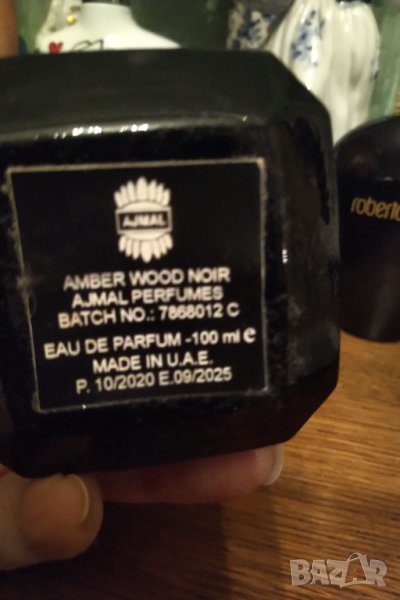 AJMAL
AMBER WOOD NOIR
AJMAL PERFUMES
BATCH NO.: 7868012 C
EAU DE PARFUM -100 ml e
MADE IN U.A.E.
P. 10/2020 E.09/2025
roberto
BAZAR